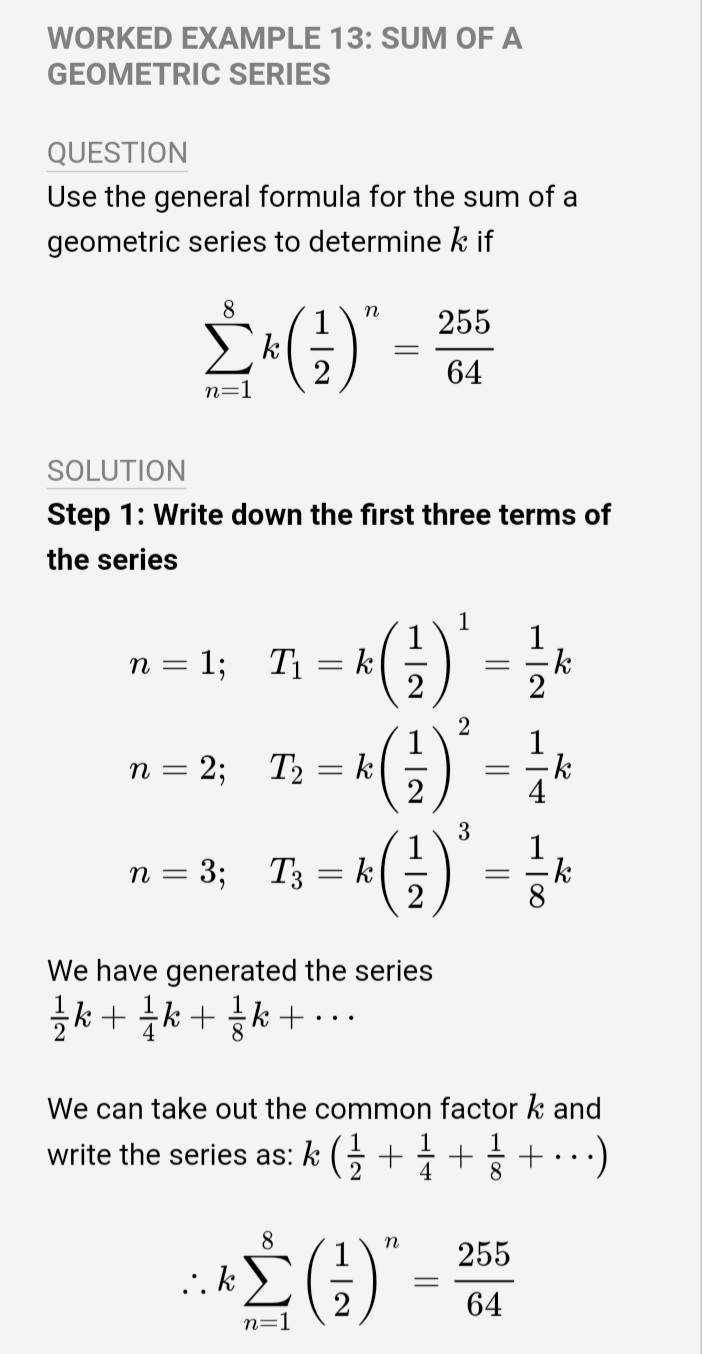 WORKED EXAMPLE 13: SUM OF A
GEOMETRIC SERIES
QUESTION
Use the general formula for the sum of a
geometric series to determine k if
$\sum_{n=1}^{8} k\left(\frac{1}{2}\right)^n = \frac{255}{64}$
SOLUTION
Step 1: Write down the first three terms of
the series
$n = 1; \quad T_1 = k\left(\frac{1}{2}\right)^1 = \frac{1}{2}k$
$n = 2; \quad T_2 = k\left(\frac{1}{2}\right)^2 = \frac{1}{4}k$
$n = 3; \quad T_3 = k\left(\frac{1}{2}\right)^3 = \frac{1}{8}k$
We have generated the series
$\frac{1}{2}k + \frac{1}{4}k + \frac{1}{8}k + \cdots$
We can take out the common factor k and
write the series as: $k\left(\frac{1}{2} + \frac{1}{4} + \frac{1}{8} + \cdots\right)$
$\therefore k\sum_{n=1}^{8} \left(\frac{1}{2}\right)^n = \frac{255}{64}$